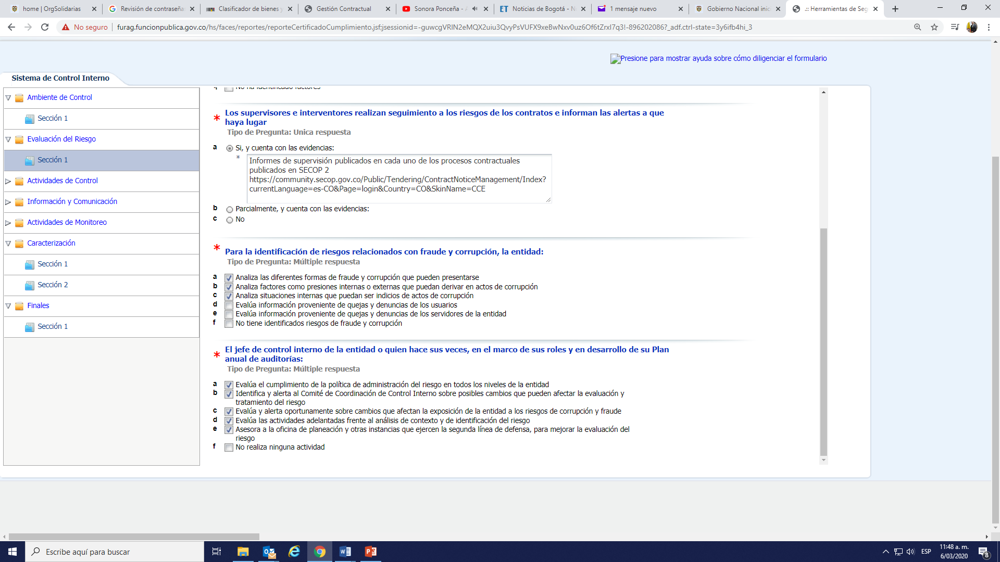 home | OrgSolidarias
Revisión de contraseña
Clasificador de bienes y
Gestión Contractual
Sonora Ponceña - A
ET Noticias de Bogotá - N
1 mensaje nuevo
Gobierno Nacional inic
.:: Herramientas de Seg
No seguro
furag.funcionpublica.gov.co/hs/faces/reportes/reporteCertificadoCumplimiento.jsf;jsessionid=-guwcgVRIN2eMQX2uiu3QvyPsVUFX9xeBwNxv0uz6Of6tZrxI7q3!-896202086?_adf.ctrl-state=3y6ifb4hi_3
Presione para mostrar ayuda sobre cómo diligenciar el formulario
Sistema de Control Interno
Ambiente de Control
Sección 1
Evaluación del Riesgo
Sección 1
Actividades de Control
Información y Comunicación
Actividades de Monitoreo
Caracterización
Sección 1
Sección 2
Finales
Sección 1
No ha identificado factores
* Los supervisores e interventores realizan seguimiento a los riesgos de los contratos e informan las alertas a que
haya lugar
Tipo de Pregunta: Unica respuesta
a Si, y cuenta con las evidencias:
* Informes de supervisión publicados en cada uno de los procesos contractuales
publicados en SECOP 2
https://community.secop.gov.co/Public/Tendering/ContractNoticeManagement/Index?
currentLanguage=es-CO&Page=login&Country=CO&SkinName=CCE
b Parcialmente, y cuenta con las evidencias:
c No
* Para la identificación de riesgos relacionados con fraude y corrupción, la entidad:
Tipo de Pregunta: Múltiple respuesta
a Analiza las diferentes formas de fraude y corrupción que pueden presentarse
b Analiza factores como presiones internas o externas que puedan derivar en actos de corrupción
c Analiza situaciones internas que puedan ser indicios de actos de corrupción
d Evalúa información proveniente de quejas y denuncias de los usuarios
e Evalúa información proveniente de quejas y denuncias de los servidores de la entidad
f No tiene identificados riesgos de fraude y corrupción
* El jefe de control interno de la entidad o quien hace sus veces, en el marco de sus roles y en desarrollo de su Plan
anual de auditorías:
Tipo de Pregunta: Múltiple respuesta
a Evalúa el cumplimiento de la política de administración del riesgo en todos los niveles de la entidad
b Identifica y alerta al Comité de Coordinación de Control Interno sobre posibles cambios que pueden afectar la evaluación y
tratamiento del riesgo
c Evalúa y alerta oportunamente sobre cambios que afectan la exposición de la entidad a los riesgos de corrupción y fraude
d Evalúa las actividades adelantadas frente al análisis de contexto y de identificación del riesgo
e Asesora a la oficina de planeación y otras instancias que ejercen la segunda línea de defensa, para mejorar la evaluación del
riesgo
f No realiza ninguna actividad
Escribe aquí para buscar
ESP
11:48 a. m.
6/03/2020
8